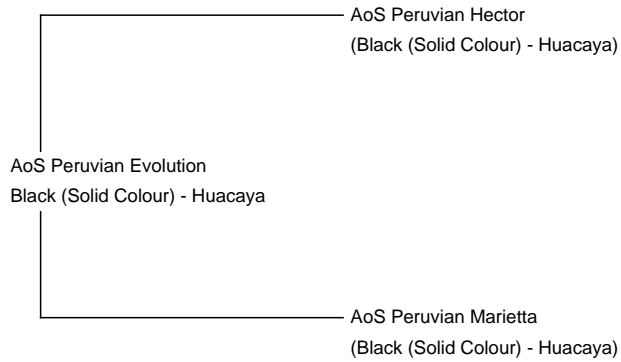 AoS Peruvian Hector
(Black (Solid Colour) - Huacaya)
AoS Peruvian Evolution
Black (Solid Colour) - Huacaya
AoS Peruvian Marietta
(Black (Solid Colour) - Huacaya)